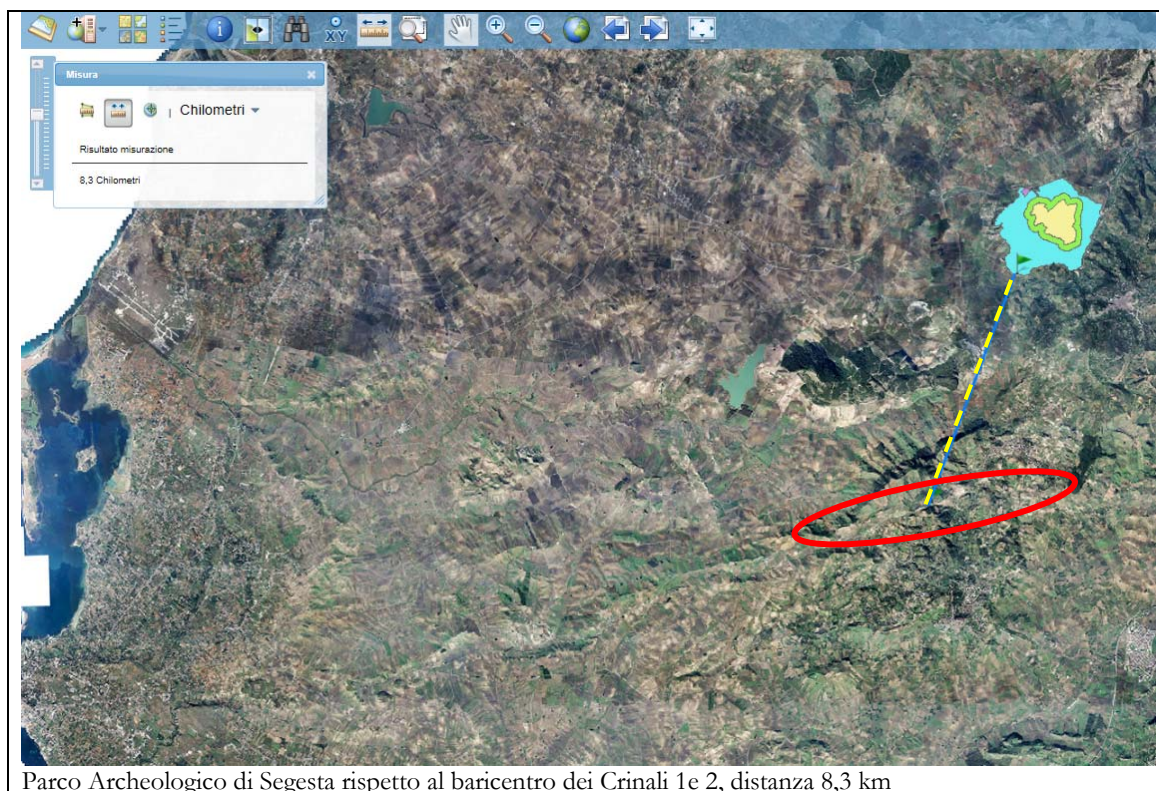 XY
Misura
Chilometri
Risultato misurazione
8,3 Chilometri
Parco Archeologico di Segesta rispetto al baricentro dei Crinali 1e 2, distanza 8,3 km